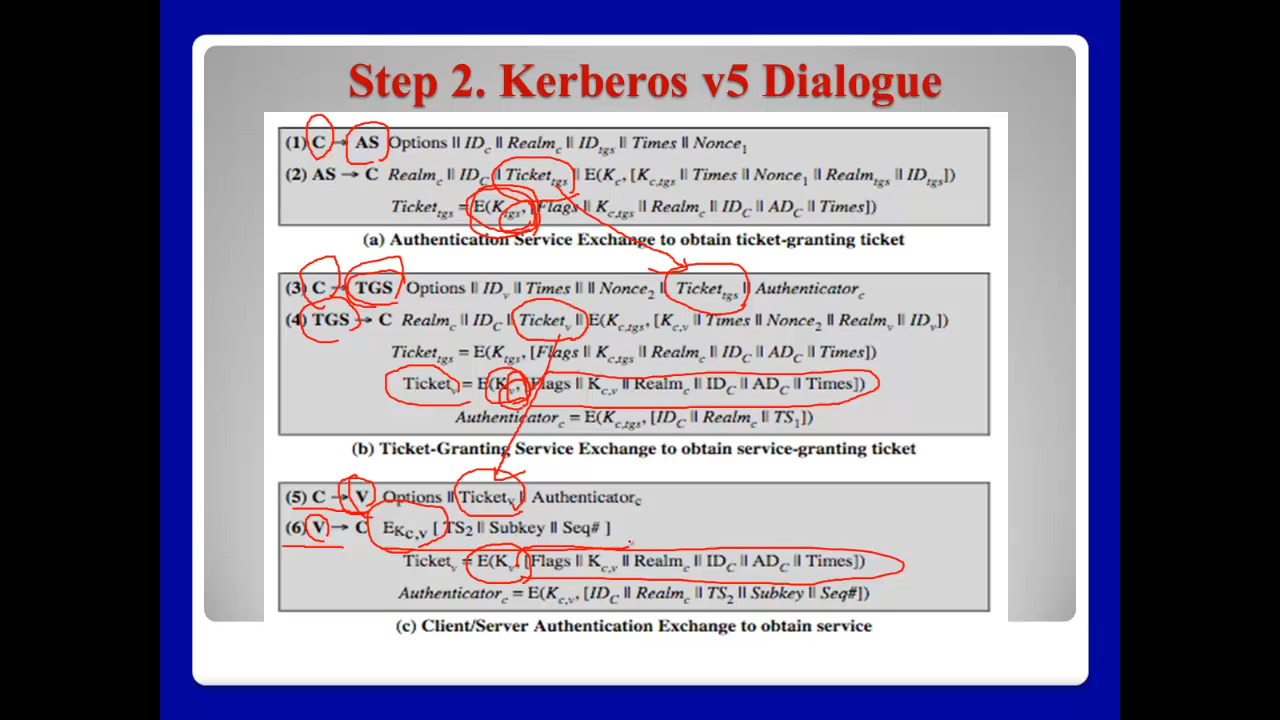 Step 2. Kerberos v5 Dialogue
(1) C → AS Options ‖ ID_c ‖ Realm_c ‖ ID_tgs ‖ Times ‖ Nonce_1
(2) AS → C Realm_c ‖ ID_C ‖ Ticket_tgs ‖ E(K_c, [K_c,tgs ‖ Times ‖ Nonce_1 ‖ Realm_tgs ‖ ID_tgs])
Ticket_tgs = E(K_tgs, [Flags ‖ K_c,tgs ‖ Realm_c ‖ ID_C ‖ AD_C ‖ Times])
(a) Authentication Service Exchange to obtain ticket-granting ticket
(3) C → TGS Options ‖ ID_v ‖ Times ‖ ‖ Nonce_2 ‖ Ticket_tgs ‖ Authenticator_c
(4) TGS → C Realm_c ‖ ID_C ‖ Ticket_v ‖ E(K_c,tgs, [K_c,v ‖ Times ‖ Nonce_2 ‖ Realm_v ‖ ID_v])
Ticket_tgs = E(K_tgs, [Flags ‖ K_c,tgs ‖ Realm_c ‖ ID_C ‖ AD_C ‖ Times])
Ticket_v = E(K_v, [Flags ‖ K_c,v ‖ Realm_c ‖ ID_C ‖ AD_C ‖ Times])
Authenticator_c = E(K_c,tgs, [ID_C ‖ Realm_c ‖ TS_1])
(b) Ticket-Granting Service Exchange to obtain service-granting ticket
(5) C → V Options ‖ Ticket_v ‖ Authenticator_c
(6) V → C E_K_C,V [ TS_2 ‖ Subkey ‖ Seq# ]
Ticket_v = E(K_v, [Flags ‖ K_c,v ‖ Realm_c ‖ ID_C ‖ AD_C ‖ Times])
Authenticator_c = E(K_c,v, [ID_C ‖ Realm_c ‖ TS_2 ‖ Subkey ‖ Seq#])
(c) Client/Server Authentication Exchange to obtain service